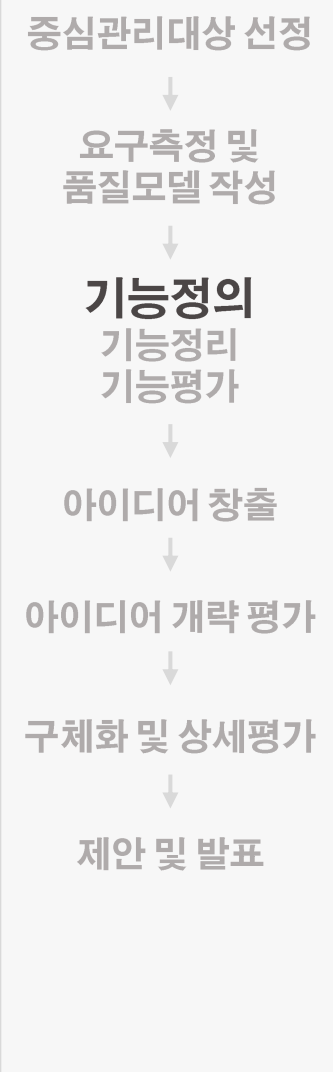 중심관리대상 선정
요구측정 및
품질모델 작성
기능정의
기능정리
기능평가
아이디어 창출
아이디어 개략 평가
구체화 및 상세평가
제안 및 발표